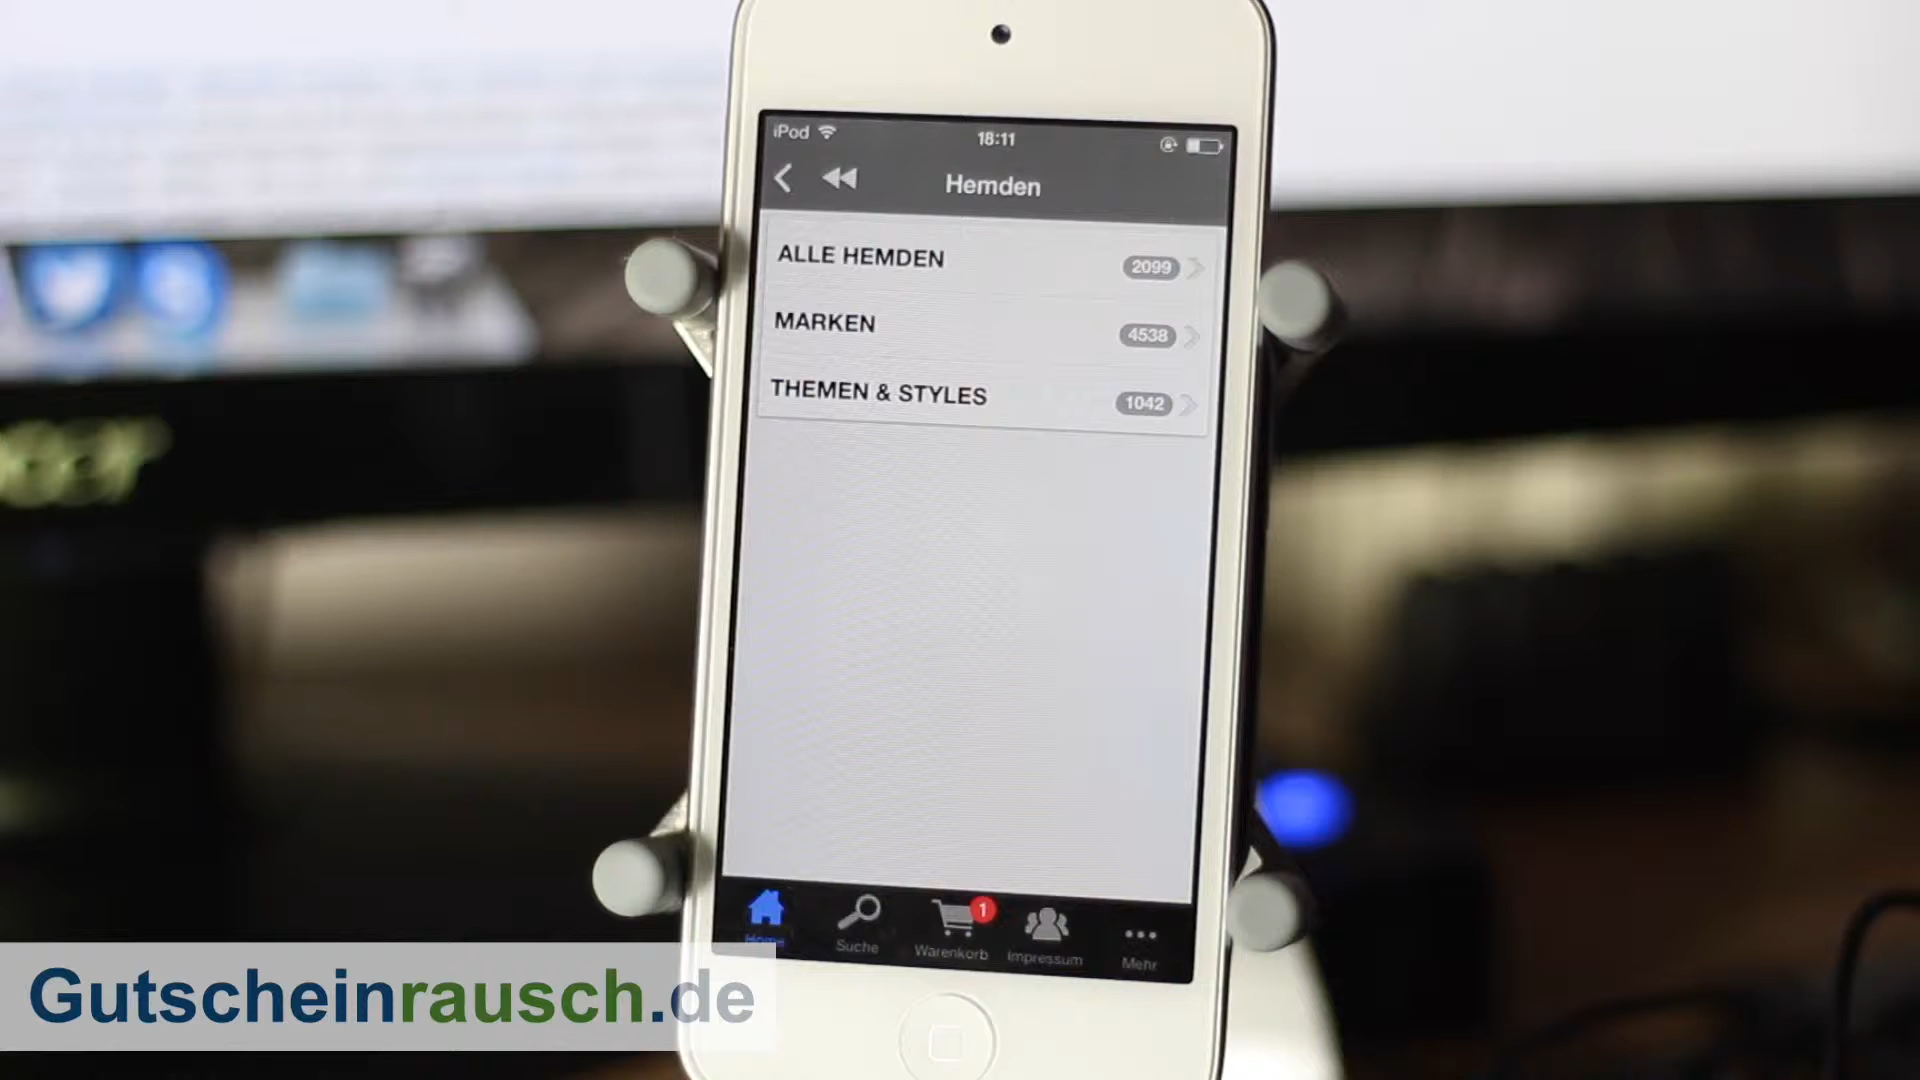 iPod
18:11
Hemden
ALLE HEMDEN 2099
MARKEN 4538
THEMEN & STYLES 1042
1
Home
Suche
Warenkorb
Impressum
Mehr
Gutscheinrausch.de